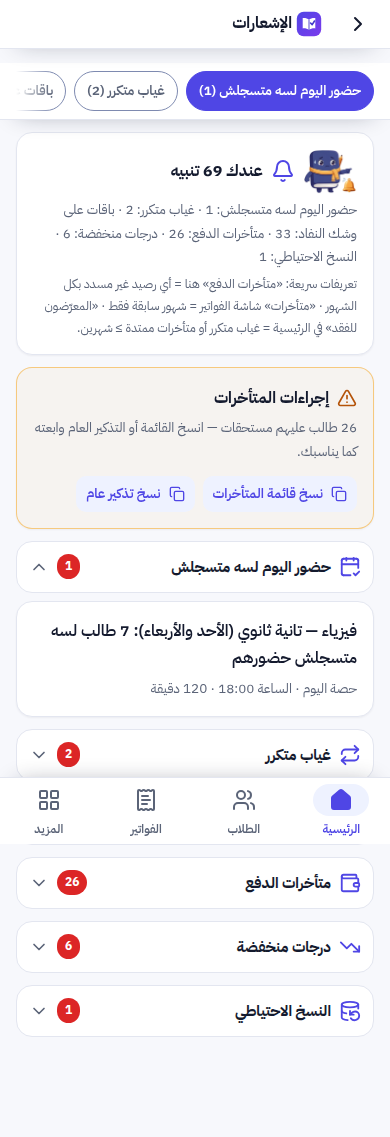 الإشعارات
حضور اليوم لسه متسجلش (1)
غياب متكرر (2)
باقات
عندك 69 تنبيه
حضور اليوم لسه متسجلش: 1 · غياب متكرر: 2 · باقات على
وشك النفاد: 33 · متأخرات الدفع: 26 · درجات منخفضة: 6 ·
النسخ الاحتياطي: 1
تعريفات سريعة: «متأخرات الدفع» هنا = أي رصيد غير مسدد بكل
الشهور · «متأخرات» شاشة الفواتير = شهور سابقة فقط · «المعرّضون
للفقد» في الرئيسية = غياب متكرر أو متأخرات ممتدة ≥ شهرين.
إجراءات المتأخرات
26 طالب عليهم مستحقات — انسخ القائمة أو التذكير العام وابعته
كما يناسبك.
نسخ قائمة المتأخرات
نسخ تذكير عام
حضور اليوم لسه متسجلش
1
فيزياء — تانية ثانوي (الأحد والأربعاء): 7 طالب لسه
متسجلش حضورهم
حصة اليوم · الساعة 18:00 · 120 دقيقة
غياب متكرر
2
الرئيسية
الطلاب
الفواتير
المزيد
متأخرات الدفع
26
درجات منخفضة
6
النسخ الاحتياطي
1